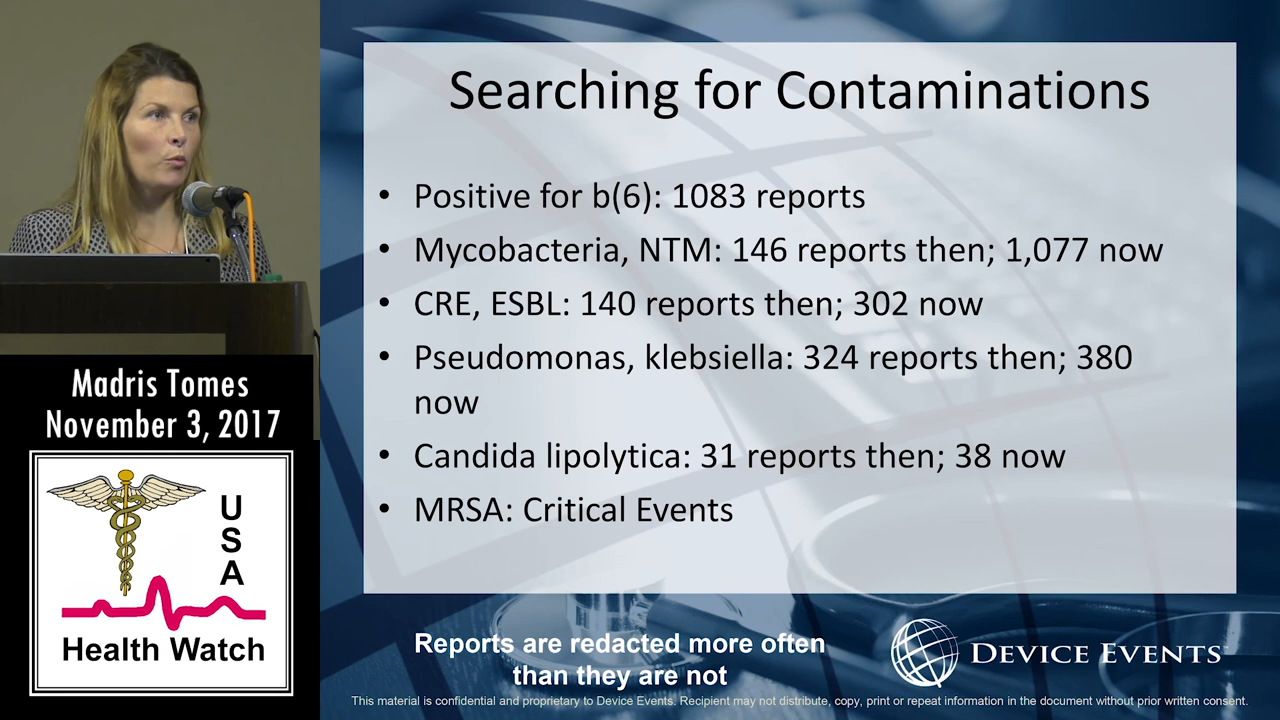 Searching for Contaminations
• Positive for b(6): 1083 reports
• Mycobacteria, NTM: 146 reports then; 1,077 now
• CRE, ESBL: 140 reports then; 302 now
• Pseudomonas, klebsiella: 324 reports then; 380
now
• Candida lipolytica: 31 reports then; 38 now
• MRSA: Critical Events
Madris Tomes
November 3, 2017
U
S
A
Health Watch
Reports are redacted more often
than they are not
DEVICE EVENTS
This material is confidential and proprietary to Device Events. Recipient may not distribute, copy, print or repeat information in the document without prior written consent.